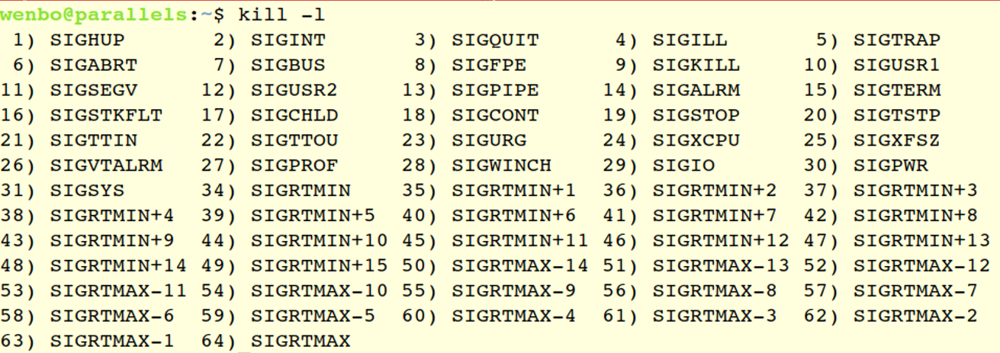 wenbo@parallels:~$ kill -l
 1) SIGHUP       2) SIGINT       3) SIGQUIT      4) SIGILL       5) SIGTRAP
 6) SIGABRT      7) SIGBUS       8) SIGFPE       9) SIGKILL     10) SIGUSR1
11) SIGSEGV     12) SIGUSR2     13) SIGPIPE     14) SIGALRM     15) SIGTERM
16) SIGSTKFLT   17) SIGCHLD     18) SIGCONT     19) SIGSTOP     20) SIGTSTP
21) SIGTTIN     22) SIGTTOU     23) SIGURG      24) SIGXCPU     25) SIGXFSZ
26) SIGVTALRM   27) SIGPROF     28) SIGWINCH    29) SIGIO       30) SIGPWR
31) SIGSYS      34) SIGRTMIN    35) SIGRTMIN+1  36) SIGRTMIN+2  37) SIGRTMIN+3
38) SIGRTMIN+4  39) SIGRTMIN+5  40) SIGRTMIN+6  41) SIGRTMIN+7  42) SIGRTMIN+8
43) SIGRTMIN+9  44) SIGRTMIN+10 45) SIGRTMIN+11 46) SIGRTMIN+12 47) SIGRTMIN+13
48) SIGRTMIN+14 49) SIGRTMIN+15 50) SIGRTMAX-14 51) SIGRTMAX-13 52) SIGRTMAX-12
53) SIGRTMAX-11 54) SIGRTMAX-10 55) SIGRTMAX-9  56) SIGRTMAX-8  57) SIGRTMAX-7
58) SIGRTMAX-6  59) SIGRTMAX-5  60) SIGRTMAX-4  61) SIGRTMAX-3  62) SIGRTMAX-2
63) SIGRTMAX-1  64) SIGRTMAX